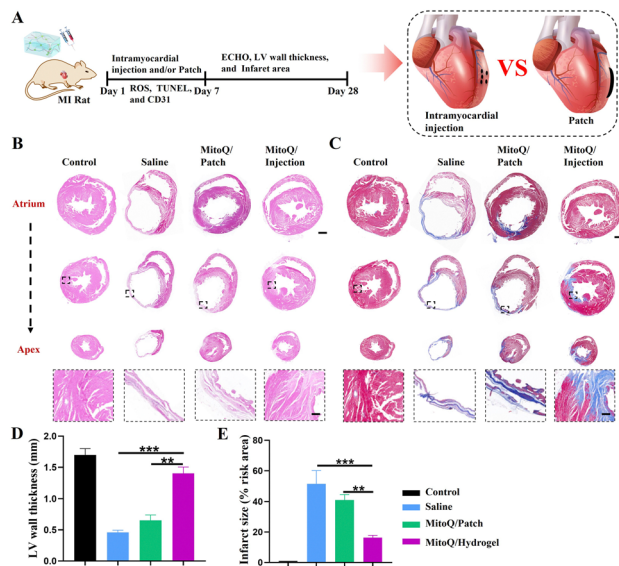 A
Intramyocardial
injection and/or Patch
ECHO, LV wall thickness,
and Infaret area
MI Rat
Day 1
ROS, TUNEL,
and CD31
Day 7
Day 28
VS
Intramyocardial
injection
Patch
B
Control
Saline
MitoQ/
Patch
MitoQ/
Injection
C
Control
Saline
MitoQ/
Patch
MitoQ/
Injection
Atrium
Apex
D
LV wall thickness (mm)
2.0
1.5
1.0
0.5
0.0
***
**
E
Infarct size (% risk area)
80
60
40
20
0
***
**
Control
Saline
MitoQ/Patch
MitoQ/Hydrogel